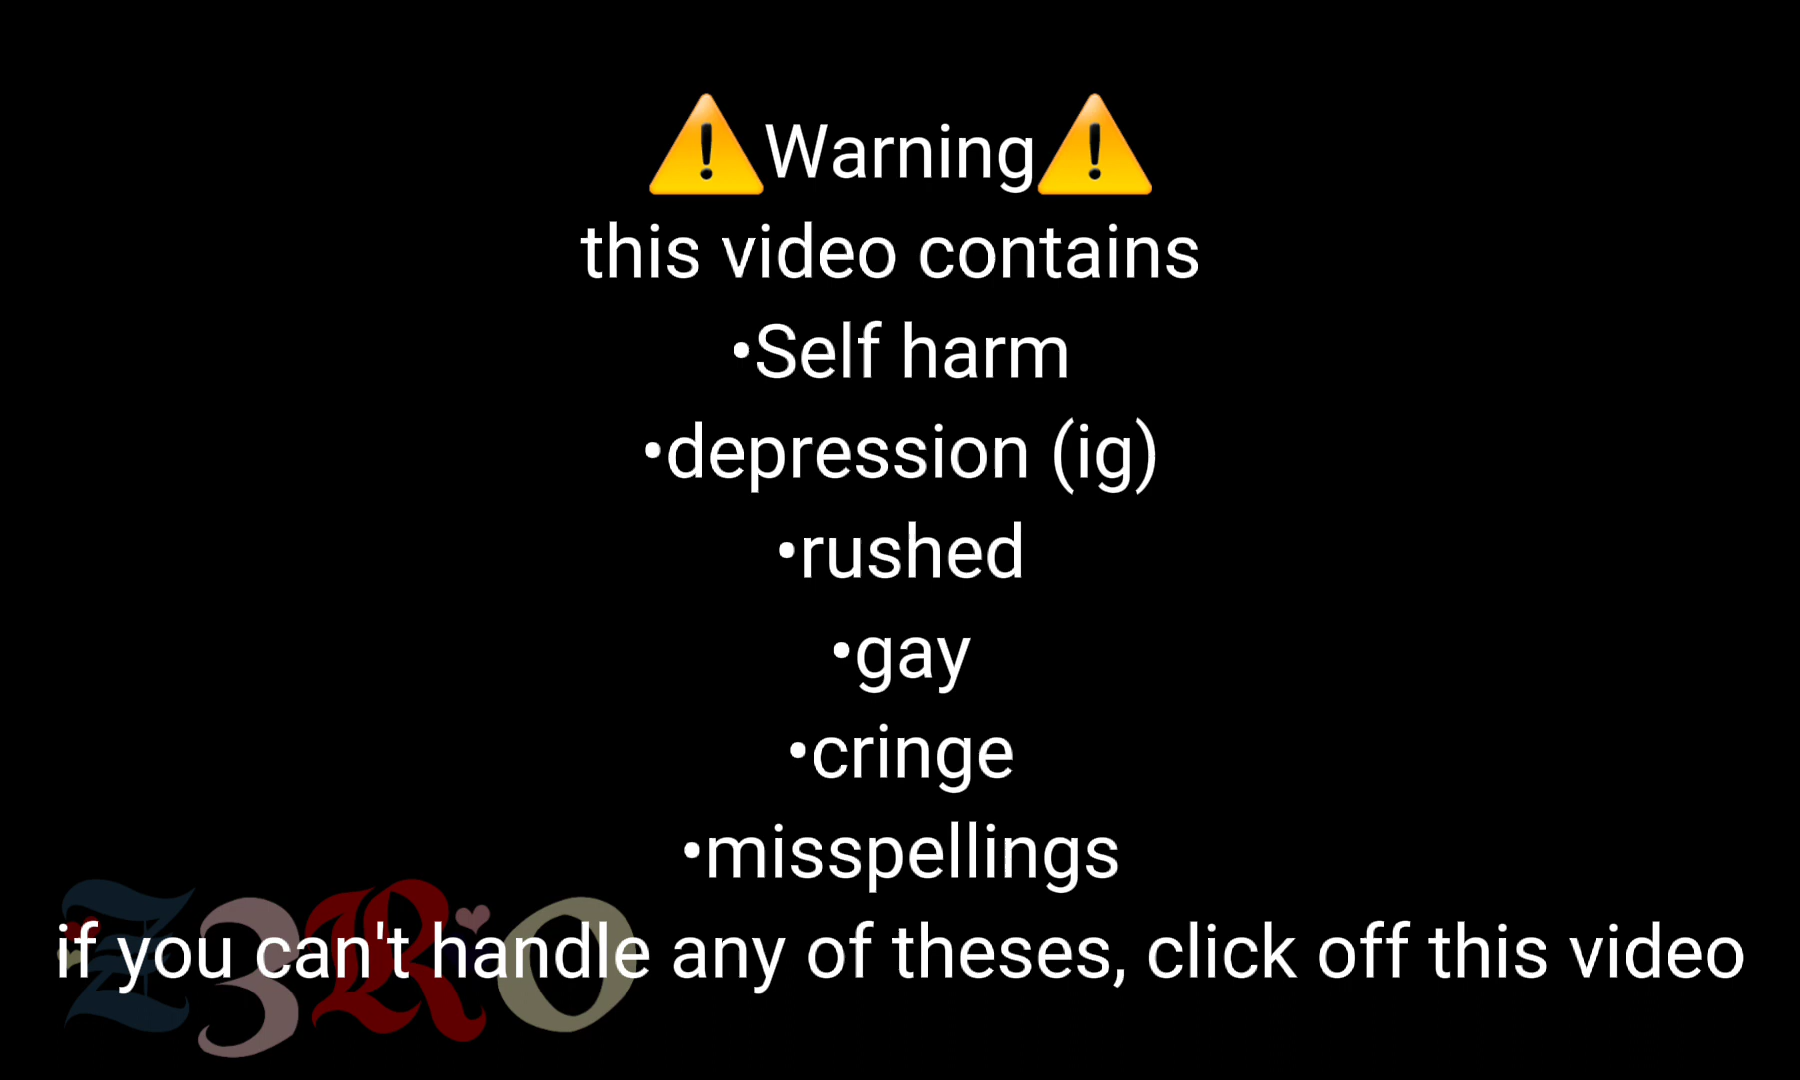 ⚠️Warning⚠️
this video contains
•Self harm
•depression (ig)
•rushed
•gay
•cringe
•misspellings
if you can't handle any of theses, click off this video
Z3R0